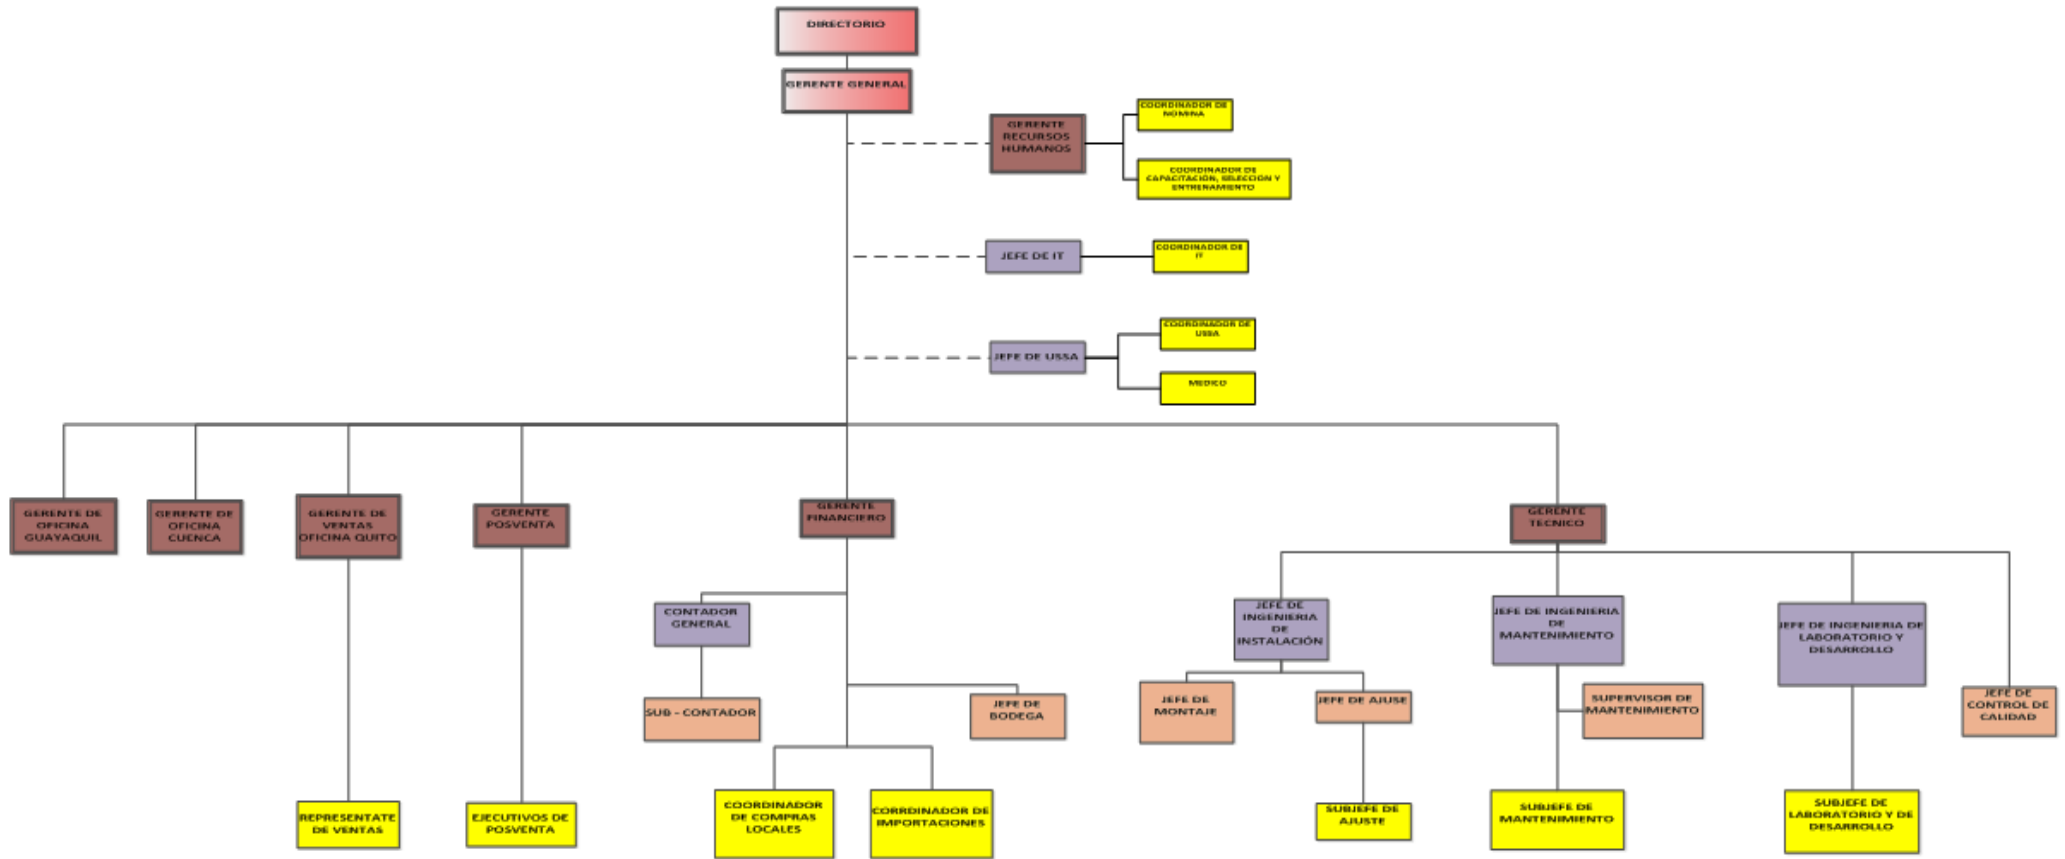 DIRECTORIO
GERENTE GENERAL
GERENTE
RECURSOS
HUMANOS
COORDINADOR DE
NOMINA
COORDINADOR DE
CAPACITACIÓN, SELECCIÓN Y
ENTRENAMIENTO
JEFE DE IT
COORDINADOR DE
IT
JEFE DE USSA
COORDINADOR DE
USSA
MEDICO
GERENTE DE
OFICINA
GUAYAQUIL
GERENTE DE
OFICINA
CUENCA
GERENTE DE
VENTAS
OFICINA QUITO
GERENTE
POSVENTA
GERENTE
FINANCIERO
GERENTE
TECNICO
CONTADOR
GENERAL
JEFE DE
INGENIERIA
DE
INSTALACIÓN
JEFE DE INGENIERIA
DE
MANTENIMIENTO
JEFE DE INGENIERIA DE
LABORATORIO Y
DESARROLLO
SUB - CONTADOR
JEFE DE
BODEGA
JEFE DE
MONTAJE
JEFE DE AJUSE
SUPERVISOR DE
MANTENIMIENTO
JEFE DE
CONTROL DE
CALIDAD
REPRESENTATE
DE VENTAS
EJECUTIVOS DE
POSVENTA
COORDINADOR
DE COMPRAS
LOCALES
CORRDINADOR DE
IMPORTACIONES
SUBJEFE DE
AJUSTE
SUBJEFE DE
MANTENIMIENTO
SUBJEFE DE
LABORATORIO Y DE
DESARROLLO